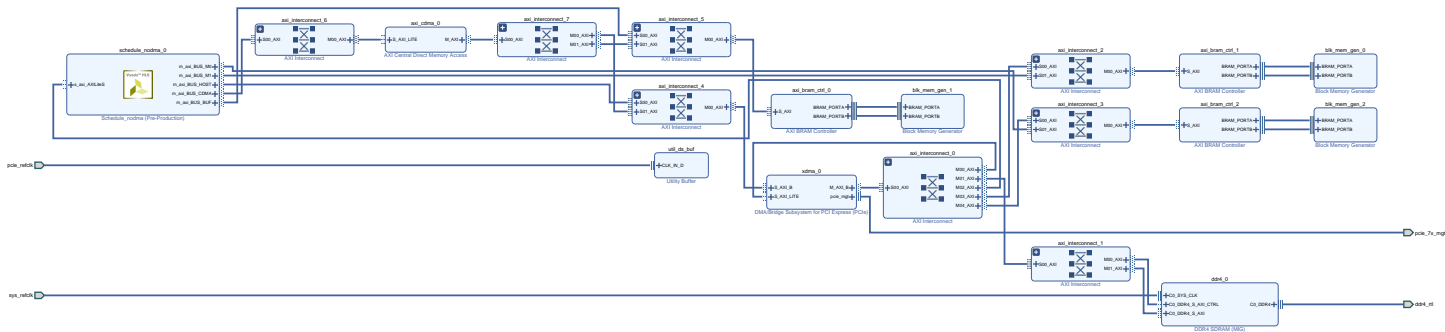 schedule_nodma_0
s_axi_AXILiteS
Vivado™ HLS
m_axi_BUS_M0
m_axi_BUS_M1
m_axi_BUS_HOST
m_axi_BUS_CDMA
m_axi_BUS_BUF
Schedule_nodma (Pre-Production)
axi_interconnect_6
S00_AXI
M00_AXI
AXI Interconnect
axi_cdma_0
S_AXI_LITE
M_AXI
AXI Central Direct Memory Access
axi_interconnect_7
S00_AXI
M00_AXI
M01_AXI
AXI Interconnect
axi_interconnect_5
S00_AXI
S01_AXI
M00_AXI
AXI Interconnect
axi_interconnect_4
S00_AXI
S01_AXI
M00_AXI
AXI Interconnect
axi_bram_ctrl_0
S_AXI
BRAM_PORTA
BRAM_PORTB
AXI BRAM Controller
blk_mem_gen_1
BRAM_PORTA
BRAM_PORTB
Block Memory Generator
axi_interconnect_2
S00_AXI
S01_AXI
M00_AXI
AXI Interconnect
axi_bram_ctrl_1
S_AXI
BRAM_PORTA
BRAM_PORTB
AXI BRAM Controller
blk_mem_gen_0
BRAM_PORTA
BRAM_PORTB
Block Memory Generator
axi_interconnect_3
S00_AXI
S01_AXI
M00_AXI
AXI Interconnect
axi_bram_ctrl_2
S_AXI
BRAM_PORTA
BRAM_PORTB
AXI BRAM Controller
blk_mem_gen_2
BRAM_PORTA
BRAM_PORTB
Block Memory Generator
pcie_refclk
util_ds_buf
CLK_IN_D
Utility Buffer
xdma_0
S_AXI_B
S_AXI_LITE
M_AXI_B
pcie_mgt
DMA/Bridge Subsystem for PCI Express (PCIe)
axi_interconnect_0
S00_AXI
M00_AXI
M01_AXI
M02_AXI
M03_AXI
M04_AXI
AXI Interconnect
pcie_7x_mgt
axi_interconnect_1
S00_AXI
M00_AXI
M01_AXI
AXI Interconnect
sys_refclk
ddr4_0
C0_SYS_CLK
C0_DDR4_S_AXI_CTRL
C0_DDR4_S_AXI
C0_DDR4
DDR4 SDRAM (MIG)
ddr4_rtl